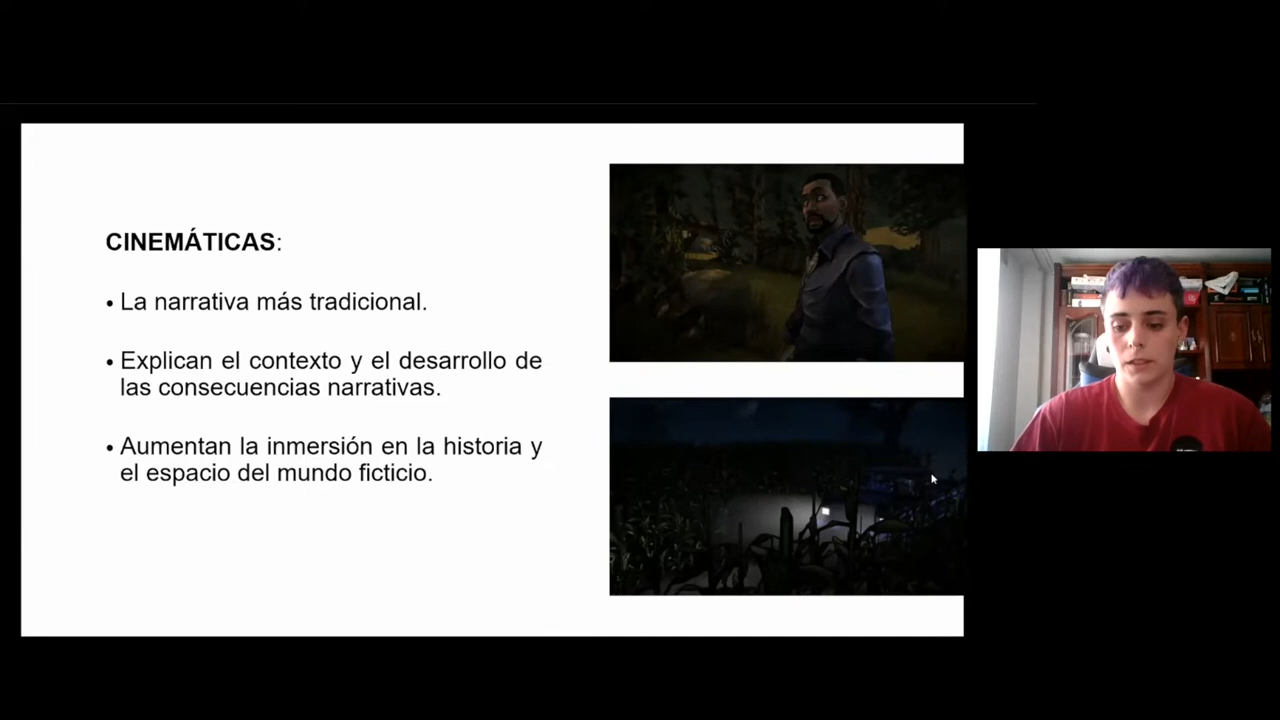 CINEMÁTICAS:
• La narrativa más tradicional.
• Explican el contexto y el desarrollo de
las consecuencias narrativas.
• Aumentan la inmersión en la historia y
el espacio del mundo ficticio.